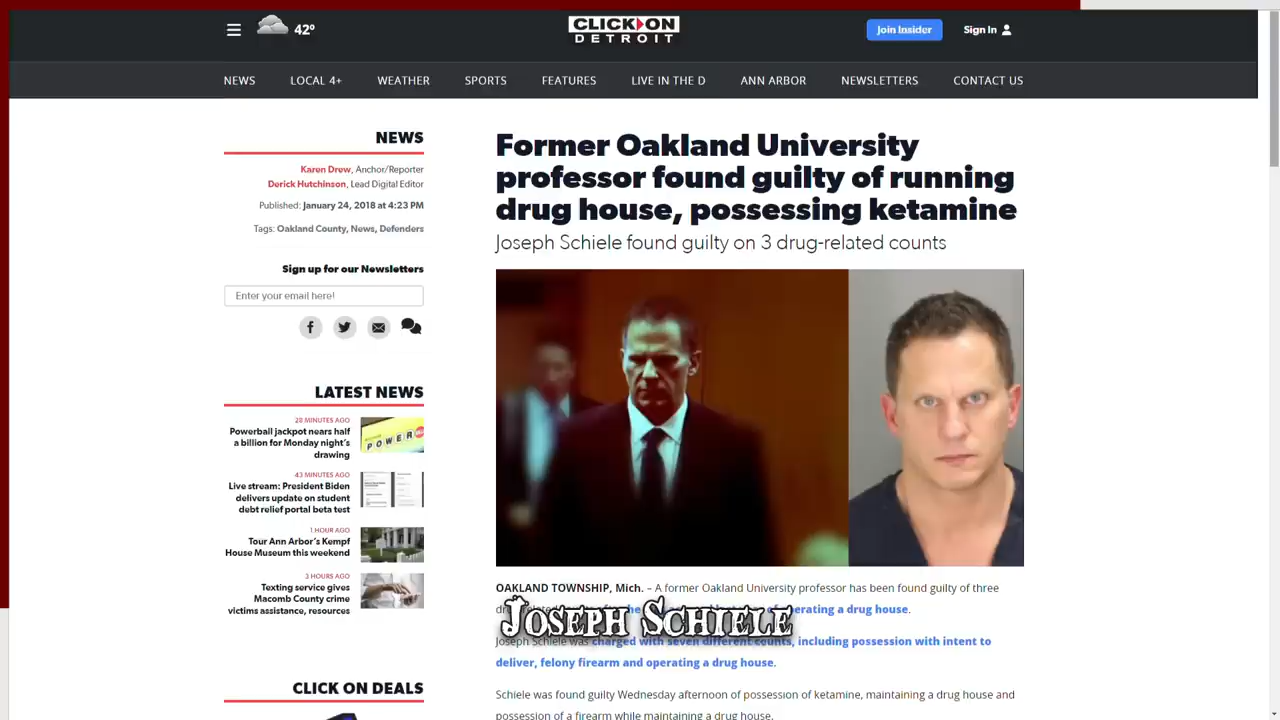 42°
CLICK ON
DETROIT
Join Insider
Sign In
NEWS LOCAL 4+ WEATHER SPORTS FEATURES LIVE IN THE D ANN ARBOR NEWSLETTERS CONTACT US
NEWS
Karen Drew, Anchor/Reporter
Derick Hutchinson, Lead Digital Editor
Published: January 24, 2018 at 4:23 PM
Tags: Oakland County, News, Defenders
Sign up for our Newsletters
Enter your email here!
LATEST NEWS
28 MINUTES AGO
Powerball jackpot nears half
a billion for Monday night's
drawing
POWER
43 MINUTES AGO
Live stream: President Biden
delivers update on student
debt relief portal beta test
1 HOUR AGO
Tour Ann Arbor's Kempf
House Museum this weekend
3 HOURS AGO
Texting service gives
Macomb County crime
victims assistance, resources
CLICK ON DEALS
Former Oakland University
professor found guilty of running
drug house, possessing ketamine
Joseph Schiele found guilty on 3 drug-related counts
OAKLAND TOWNSHIP, Mich. – A former Oakland University professor has been found guilty of three
operating a drug house.
JOSEPH SCHIELE
Joseph Schiele was charged with seven different counts, including possession with intent to
deliver, felony firearm and operating a drug house.
Schiele was found guilty Wednesday afternoon of possession of ketamine, maintaining a drug house and
possession of a firearm while maintaining a drug house.